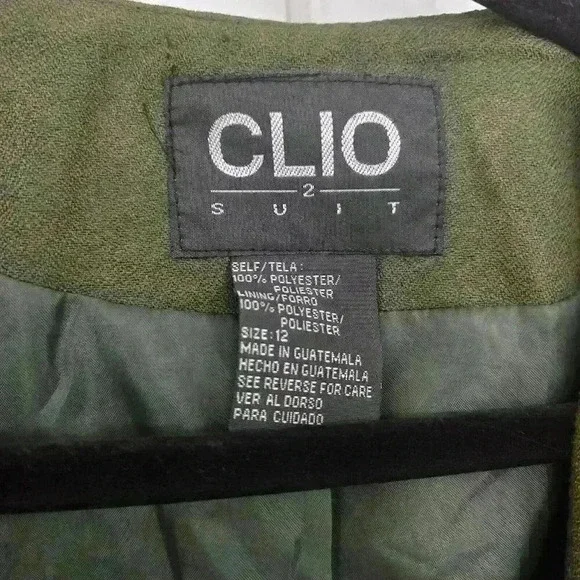 CLIO
2
SUIT
SELF/TELA:
100% POLYESTER/
POLIESTER
LINING/FORRO
100% POLYESTER/
POLIESTER
SIZE:12
MADE IN GUATEMALA
HECHO EN GUATEMALA
SEE REVERSE FOR CARE
VER AL DORSO
PARA CUIDADO